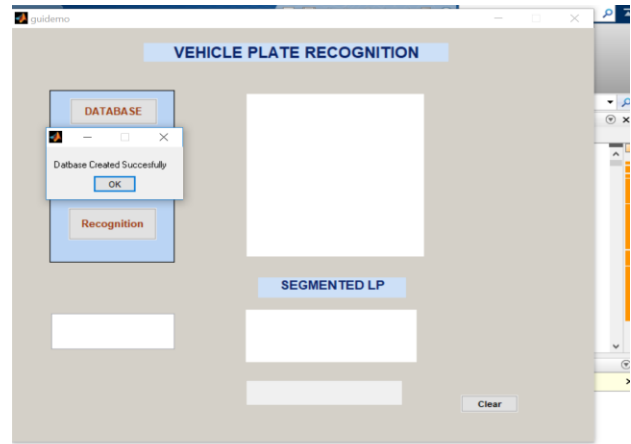 guidemo
VEHICLE PLATE RECOGNITION
DATABASE
Datbase Created Succesfully
OK
Recognition
SEGMENTED LP
Clear